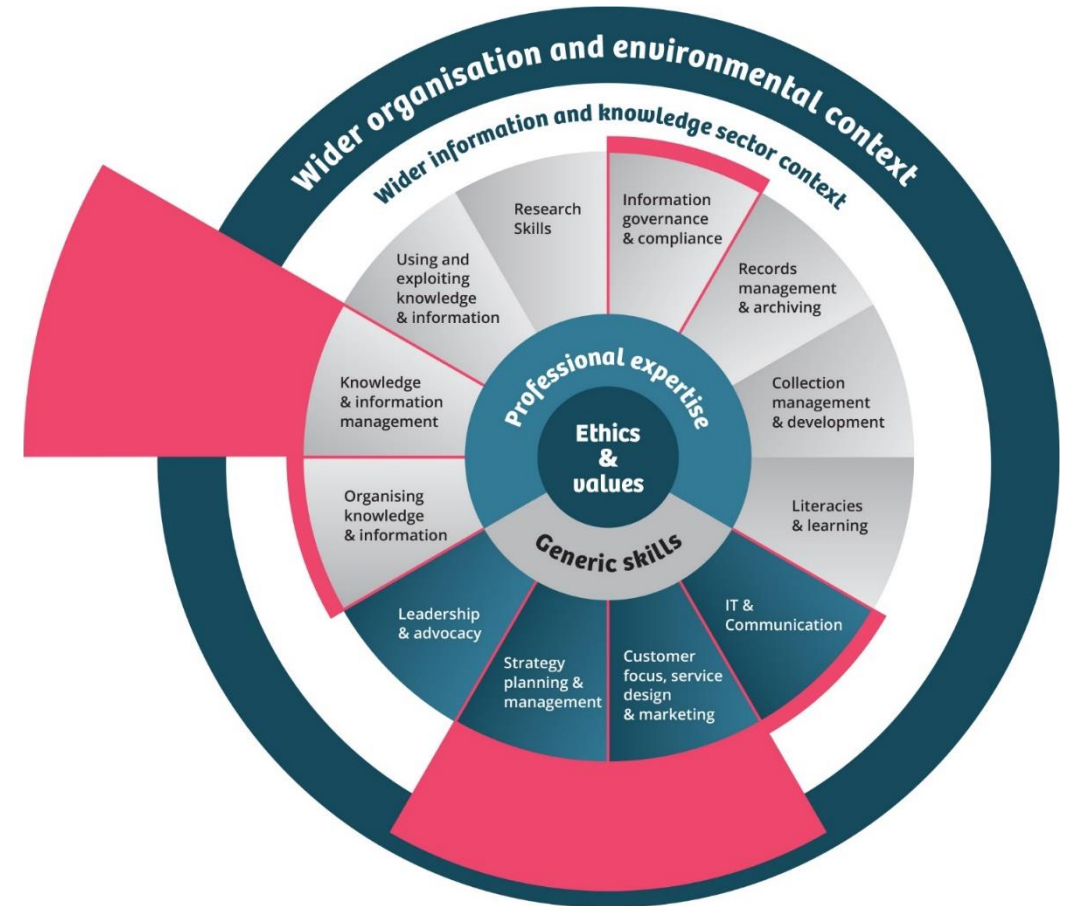 Wider organisation and environmental context
Wider information and knowledge sector context
Research
Skills
Information
governance
& compliance
Using and
exploiting
knowledge
& information
Records
management
& archiving
Knowledge
& information
management
Collection
management
& development
Professional expertise
Ethics
&
values
Generic skills
Organising
knowledge
& information
Literacies
& learning
Leadership
& advocacy
Strategy
planning &
management
Customer
focus, service
design
& marketing
IT &
Communication